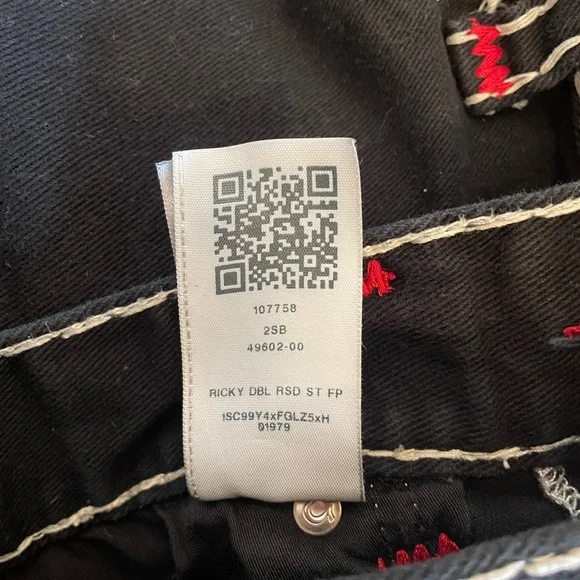 107758
2SB
49602-00
RICKY DBL RSD ST FP
1SC99Y4xFGLZ5xH
01979